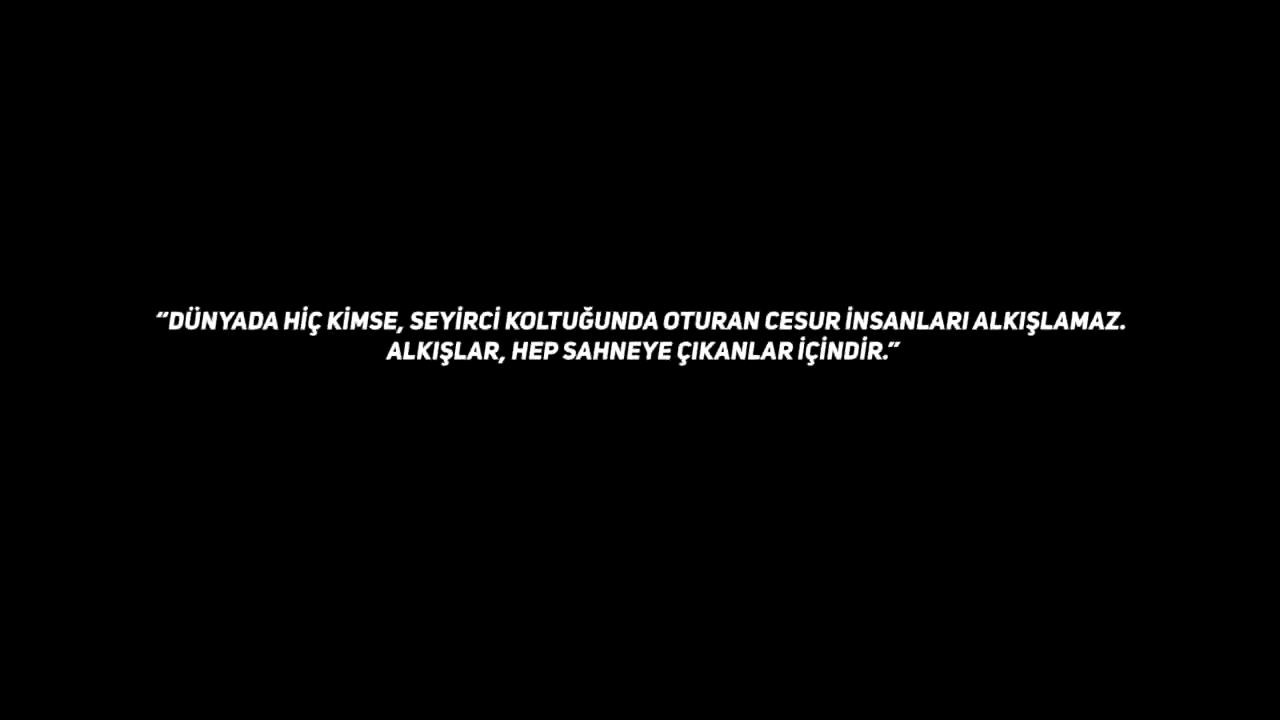 “DÜNYADA HİÇ KİMSE, SEYİRCİ KOLTUĞUNDA OTURAN CESUR İNSANLARI ALKIŞLAMAZ.
ALKIŞLAR, HEP SAHNEYE ÇIKANLAR İÇİNDİR.”